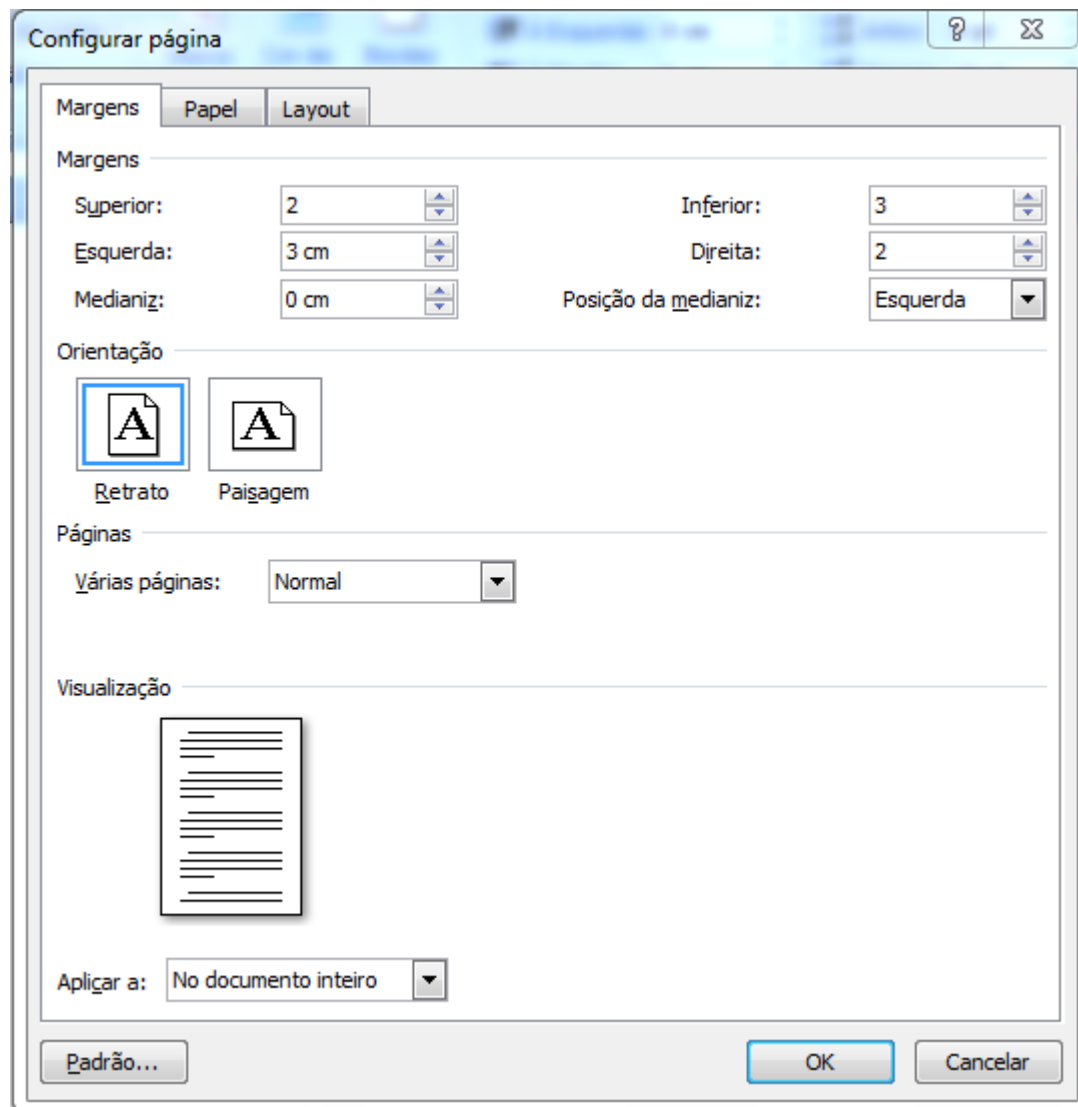 Configurar página
Margens Papel Layout
Margens
Superior: 2 Inferior: 3
Esquerda: 3 cm Direita: 2
Medianiz: 0 cm Posição da medianiz: Esquerda
Orientação
A A
Retrato Paisagem
Páginas
Várias páginas: Normal
Visualização
Aplicar a: No documento inteiro
Padrão... OK Cancelar